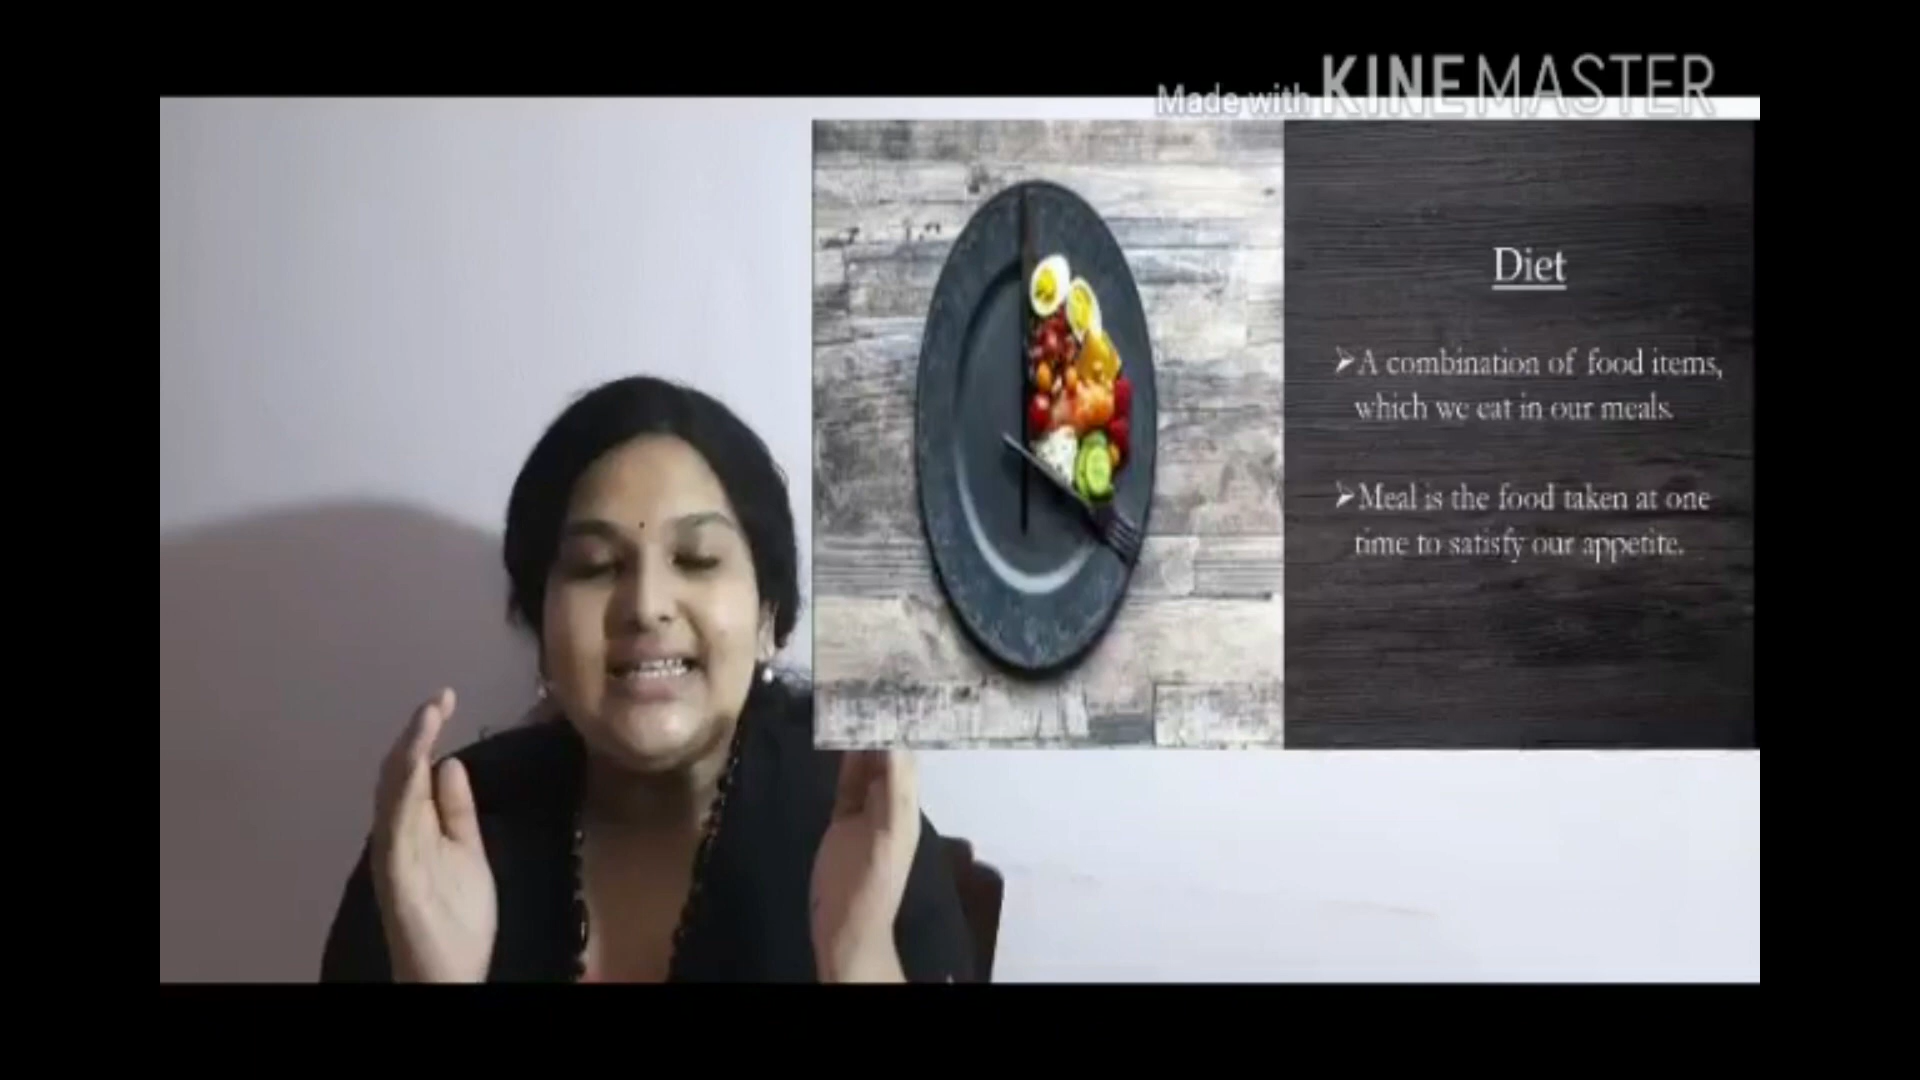 Made with KINEMASTER
Diet
➢A combination of food items,
which we eat in our meals.
➢Meal is the food taken at one
time to satisfy our appetite.